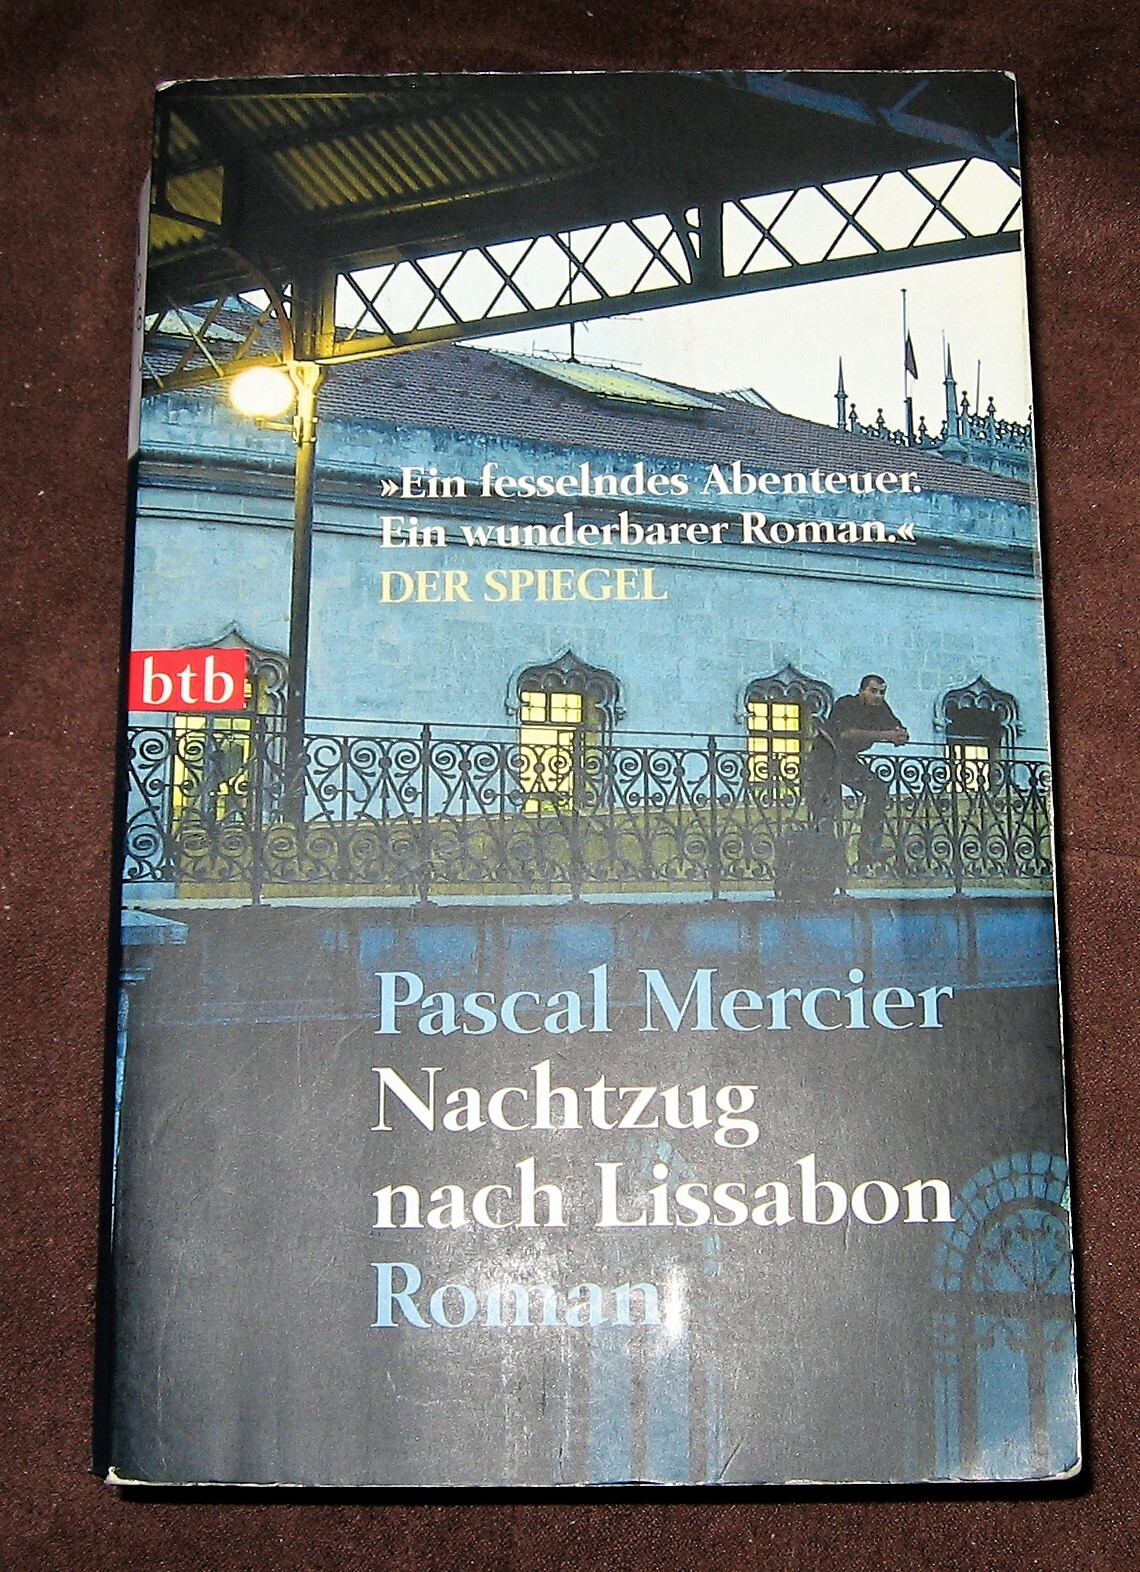 »Ein fesselndes Abenteuer.
Ein wunderbarer Roman.«
DER SPIEGEL
btb
Pascal Mercier
Nachtzug
nach Lissabon
Roman